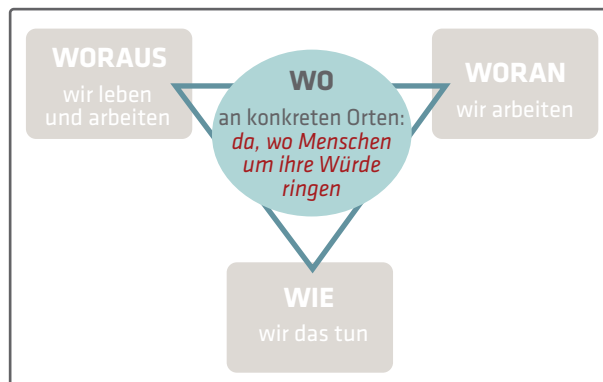 WORAUS
wir leben
und arbeiten
WO
an konkreten Orten:
da, wo Menschen
um ihre Würde
ringen
WORAN
wir arbeiten
WIE
wir das tun